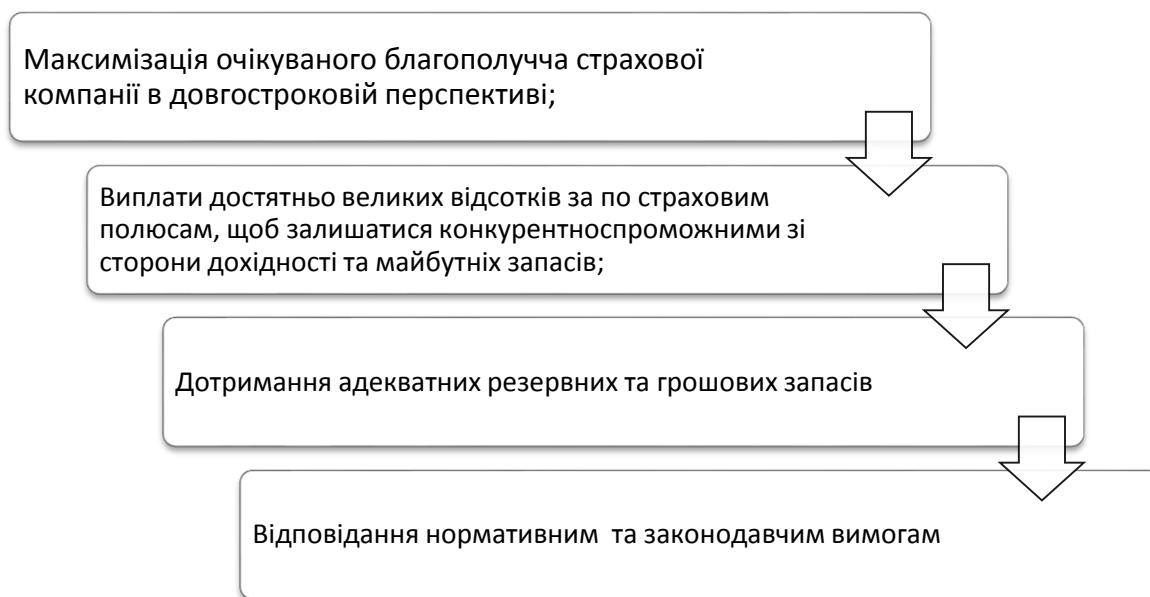 Максимізація очікуваного благополучча страхової
компанії в довгостроковій перспективі;
Виплати достятньо великих відсотків за по страховим
полюсам, щоб залишатися конкурентноспроможними зі
сторони дохідності та майбутніх запасів;
Дотримання адекватних резервних та грошових запасів
Відповідання нормативним та законодавчим вимогам